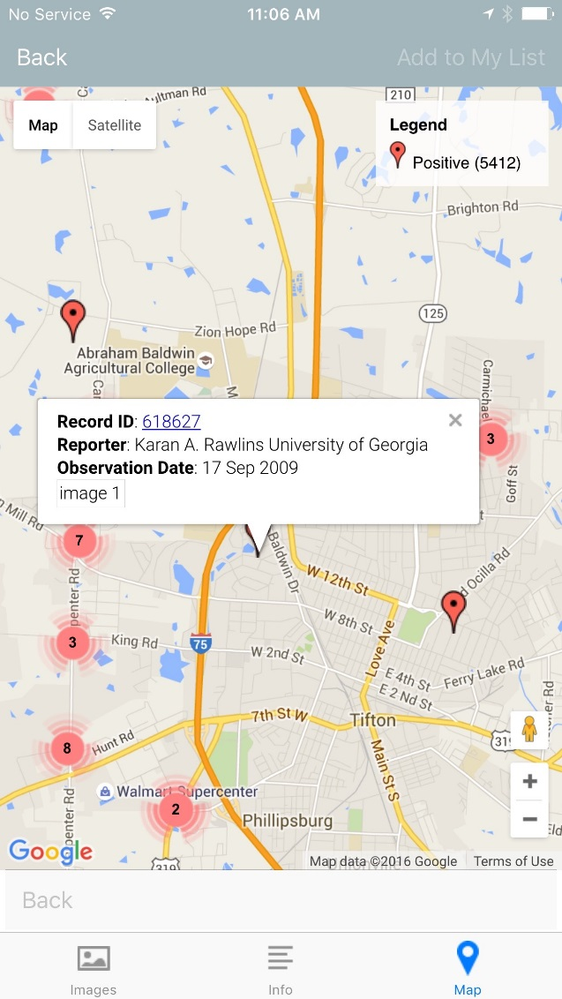 No Service 11:06 AM
Back Add to My List
Aultman Rd
210
Map Satellite
Legend
Positive (5412)
Brighton Rd
125
Zion Hope Rd
Abraham Baldwin
Agricultural College
Carmichael
Record ID: 618627
Reporter: Karan A. Rawlins University of Georgia
Observation Date: 17 Sep 2009
image 1
3
Goff St
Mill Rd
7
Baldwin Dr
W 12th St
d Ocilla Rd
penter Rd
W 8th St
3
King Rd
75
W 2nd St
Love Ave
E 4th St
Ferry Lake Rd
E 2nd St
7th St W
Tifton
319
8
Hunt Rd
Main St S
Walmart Supercenter
2
penter Rd
Phillipsburg
Google
319
Map data ©2016 Google Terms of Use
Back
Images Info Map